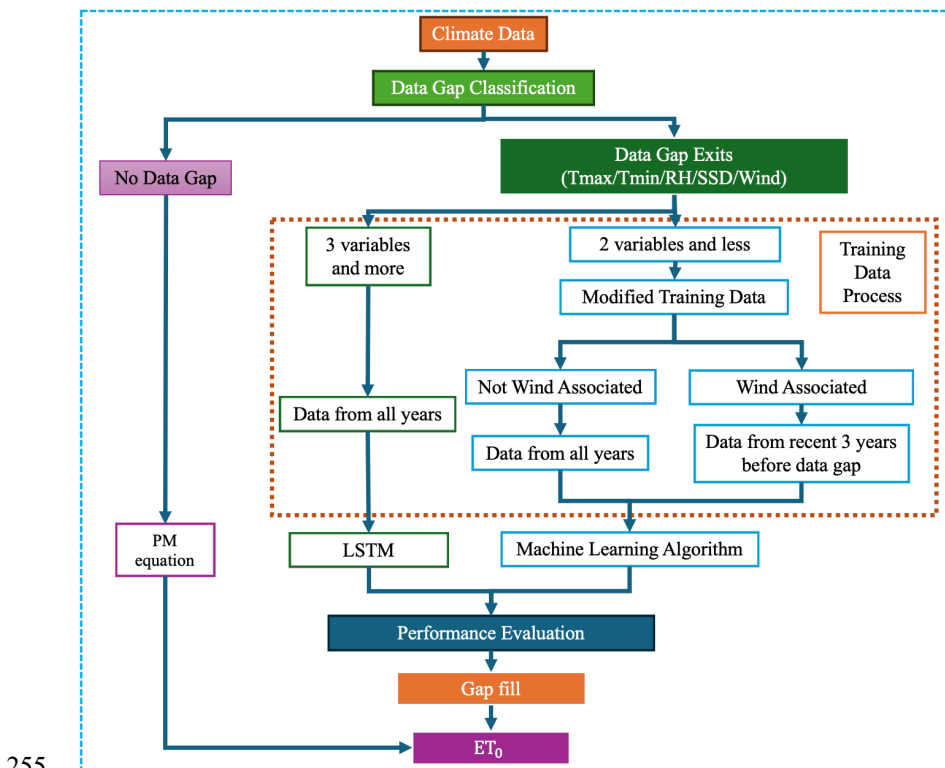 Climate Data
Data Gap Classification
No Data Gap
Data Gap Exits
(Tmax/Tmin/RH/SSD/Wind)
3 variables
and more
2 variables and less
Training
Data
Process
Modified Training Data
Not Wind Associated
Wind Associated
Data from all years
Data from all years
Data from recent 3 years
before data gap
PM
equation
LSTM
Machine Learning Algorithm
Performance Evaluation
Gap fill
ET₀
255